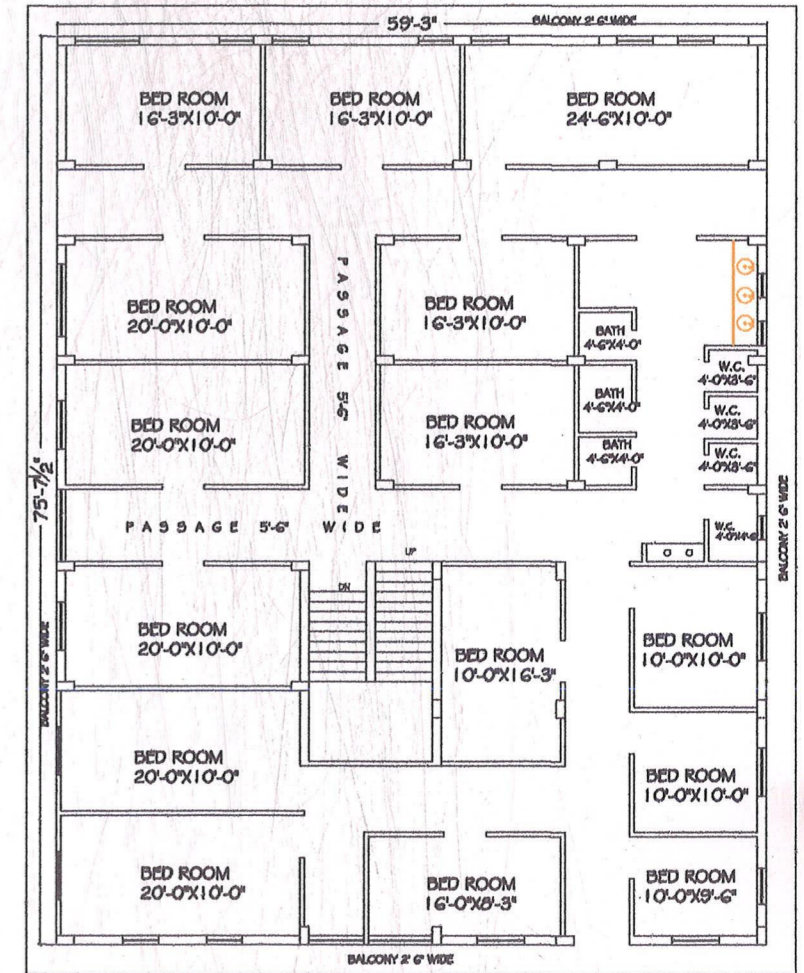 59'-3"
BALCONY 2' 6" WIDE
BED ROOM
16'-3"X10'-0"
BED ROOM
16'-3"X10'-0"
BED ROOM
24'-6"X10'-0"
PASSAGE 5'-6" WIDE
BED ROOM
20'-0"X10'-0"
BED ROOM
16'-3"X10'-0"
BATH
4'-6"X4'-0"
W.C.
4'-0"X3'-6"
BED ROOM
20'-0"X10'-0"
BED ROOM
16'-3"X10'-0"
BATH
4'-6"X4'-0"
W.C.
4'-0"X3'-6"
BATH
4'-6"X4'-0"
W.C.
4'-0"X3'-6"
75'-7½"
PASSAGE 5'-6" WIDE
W.C.
BALCONY 2' 6" WIDE
UP
DN
BED ROOM
20'-0"X10'-0"
BED ROOM
10'-0"X16'-3"
BED ROOM
10'-0"X10'-0"
BALCONY 2' 6" WIDE
BED ROOM
20'-0"X10'-0"
BED ROOM
10'-0"X10'-0"
BED ROOM
20'-0"X10'-0"
BED ROOM
16'-0"X8'-3"
BED ROOM
10'-0"X9'-6"
BALCONY 2' 6" WIDE